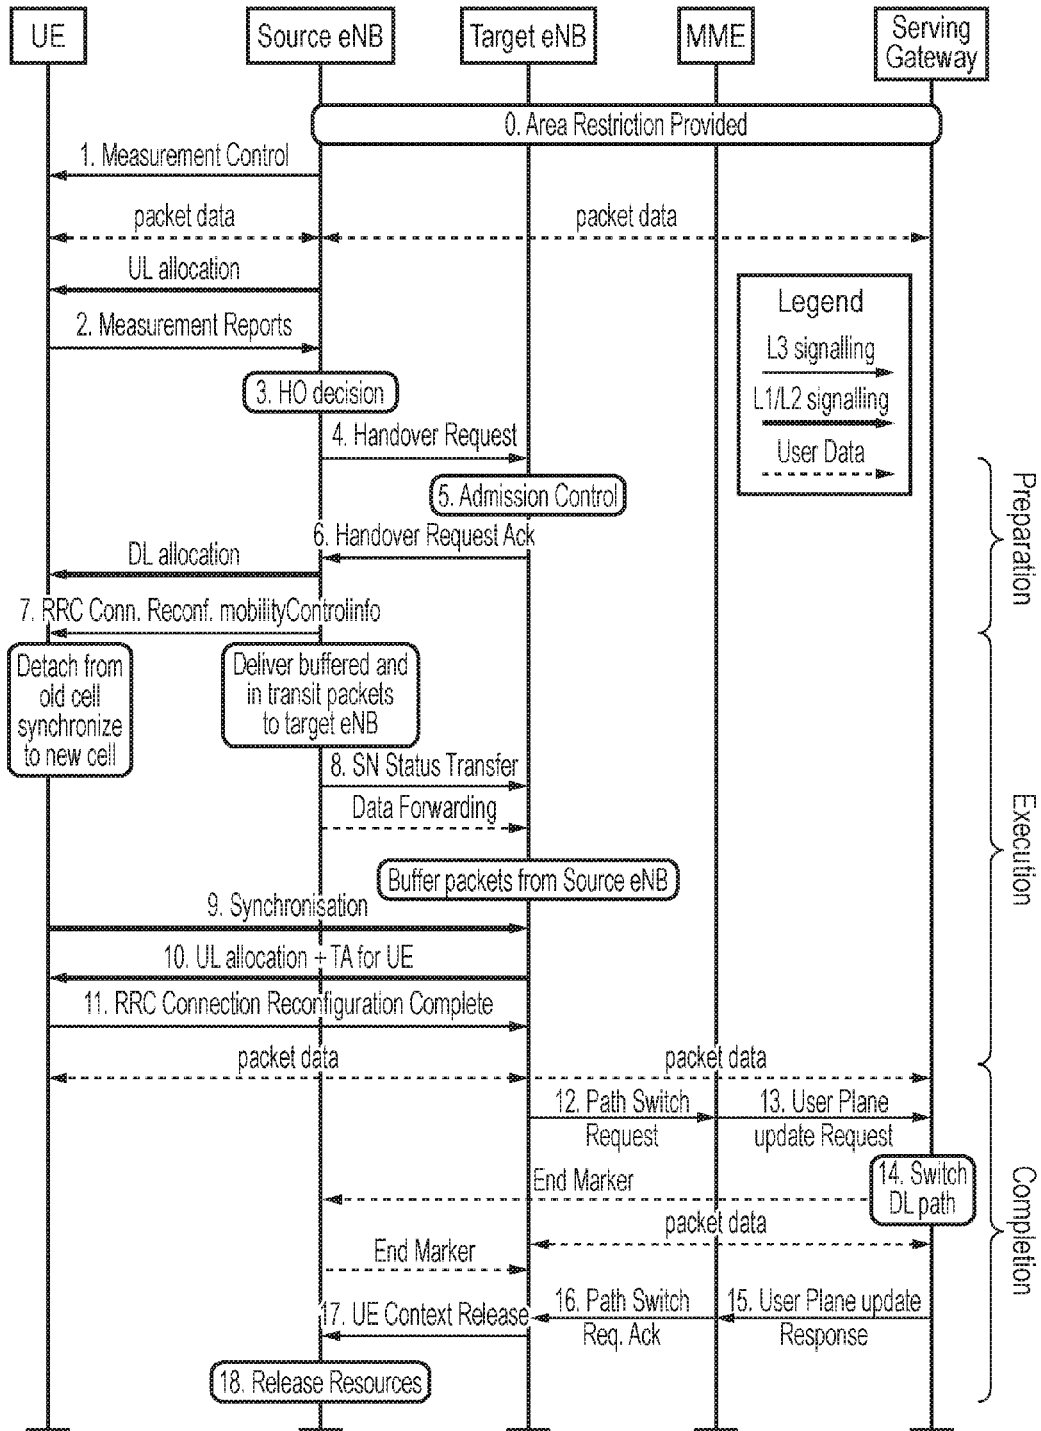 UE
Source eNB
Target eNB
MME
Serving
Gateway
0. Area Restriction Provided
1. Measurement Control
packet data
packet data
UL allocation
Legend
L3 signalling
L1/L2 signalling
User Data
2. Measurement Reports
3. HO decision
4. Handover Request
5. Admission Control
6. Handover Request Ack
DL allocation
Preparation
7. RRC Conn. Reconf. mobilityControlinfo
Detach from
old cell
synchronize
to new cell
Deliver buffered and
in transit packets
to target eNB
8. SN Status Transfer
Data Forwarding
Execution
Buffer packets from Source eNB
9. Synchronisation
10. UL allocation + TA for UE
11. RRC Connection Reconfiguration Complete
packet data
packet data
12. Path Switch
Request
13. User Plane
update Request
14. Switch
DL path
End Marker
packet data
End Marker
Completion
17. UE Context Release
16. Path Switch
Req. Ack
15. User Plane update
Response
18. Release Resources